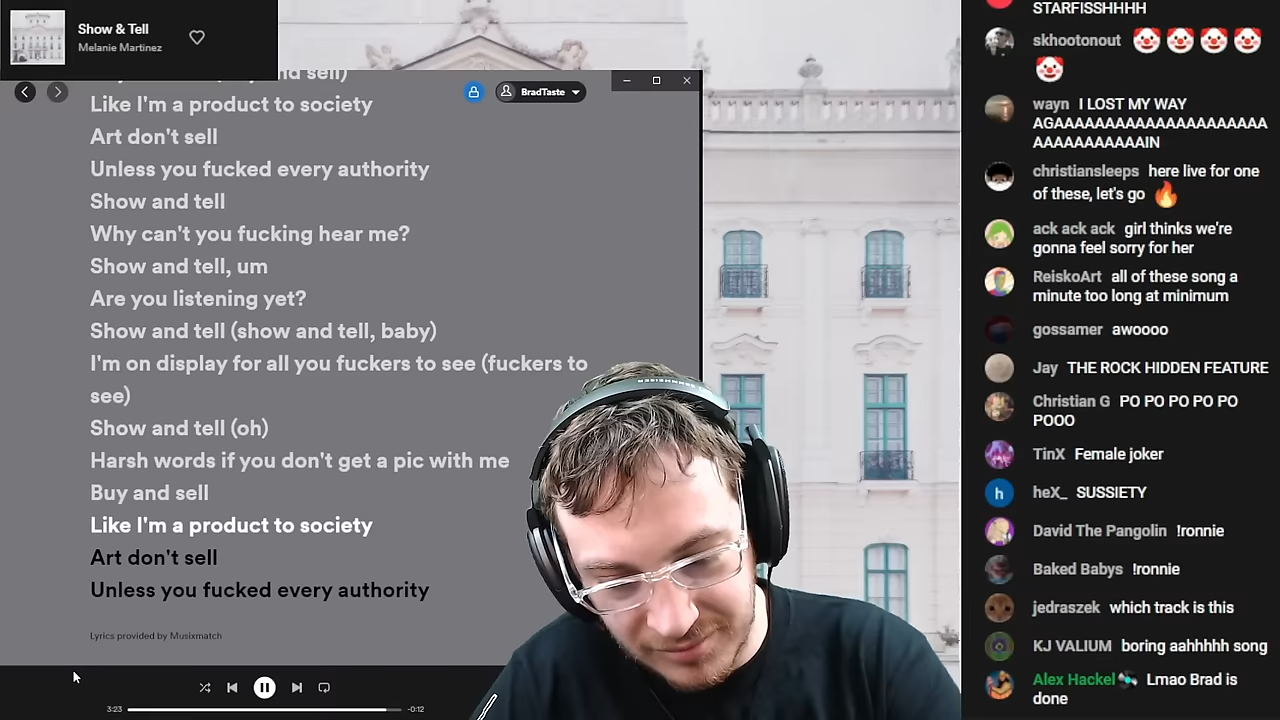 Show & Tell
Melanie Martinez
Like I'm a product to society
Art don't sell
Unless you fucked every authority
Show and tell
Why can't you fucking hear me?
Show and tell, um
Are you listening yet?
Show and tell (show and tell, baby)
I'm on display for all you fuckers to see (fuckers to
see)
Show and tell (oh)
Harsh words if you don't get a pic with me
Buy and sell
Like I'm a product to society
Art don't sell
Unless you fucked every authority
Lyrics provided by Musixmatch
3:23
-0:12
BradTaste
SENNHEISER
STARFISSHHHH
skhootonout
wayn I LOST MY WAY
AGAAAAAAAAAAAAAAAAAAAAA
AAAAAAAAAAAIN
christiansleeps here live for one
of these, let's go
ack ack ack girl thinks we're
gonna feel sorry for her
ReiskoArt all of these song a
minute too long at minimum
gossamer awoooo
Jay THE ROCK HIDDEN FEATURE
Christian G PO PO PO PO PO
POOO
TinX Female joker
h heX_ SUSSIETY
David The Pangolin !ronnie
Baked Babys !ronnie
jedraszek which track is this
KJ VALIUM boring aahhhhh song
Alex Hackel Lmao Brad is
done